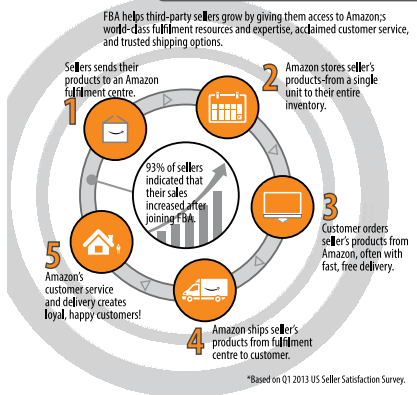 FBA helps third-party sellers grow by giving them access to Amazon;s
world-class fulfilment resources and expertise, acclaimed customer service,
and trusted shipping options.
Sellers sends their
products to an Amazon
fulfilment centre.
1
2
Amazon stores seller's
products-from a single
unit to their entire
inventory.
93% of sellers
indicated that
their sales
increased after
joining FBA.
3
Customer orders
seller's products from
Amazon, often with
fast, free delivery.
5
Amazon's
customer service
and delivery creates
loyal, happy customers!
4
Amazon ships seller's
products from fulfilment
centre to customer.
*Based on Q1 2013 US Seller Satisfaction Survey.